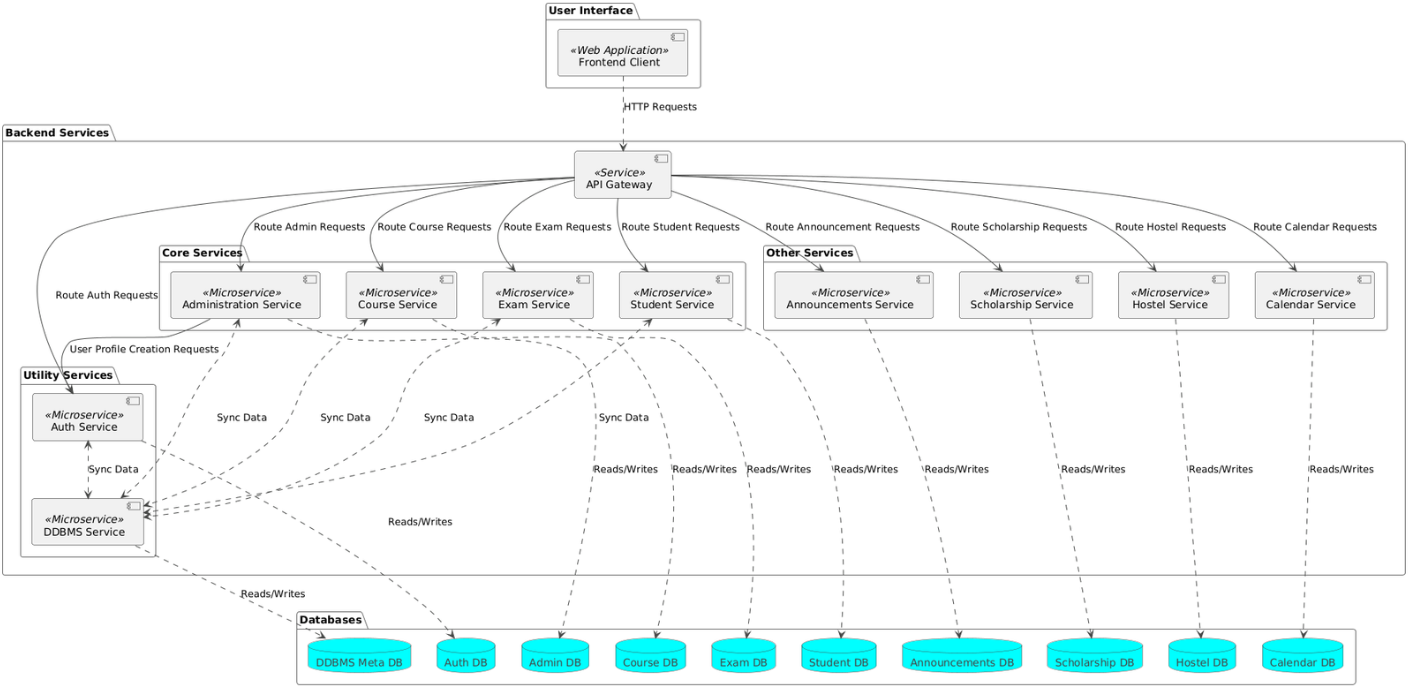 User Interface
«Web Application»
Frontend Client
HTTP Requests
Backend Services
«Service»
API Gateway
Route Admin Requests
Route Course Requests
Route Exam Requests
Route Student Requests
Route Announcement Requests
Route Scholarship Requests
Route Hostel Requests
Route Calendar Requests
Core Services
Other Services
«Microservice»
Administration Service
«Microservice»
Course Service
«Microservice»
Exam Service
«Microservice»
Student Service
«Microservice»
Announcements Service
«Microservice»
Scholarship Service
«Microservice»
Hostel Service
«Microservice»
Calendar Service
Route Auth Requests
User Profile Creation Requests
Utility Services
«Microservice»
Auth Service
Sync Data
Sync Data
Sync Data
Sync Data
Sync Data
Reads/Writes
Reads/Writes
Reads/Writes
Reads/Writes
Reads/Writes
Reads/Writes
Reads/Writes
Reads/Writes
«Microservice»
DDBMS Service
Reads/Writes
Reads/Writes
Databases
DDBMS Meta DB
Auth DB
Admin DB
Course DB
Exam DB
Student DB
Announcements DB
Scholarship DB
Hostel DB
Calendar DB